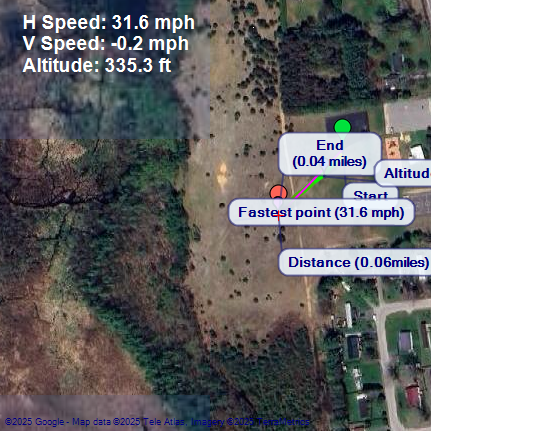 H Speed: 31.6 mph
V Speed: -0.2 mph
Altitude: 335.3 ft
End
(0.04 miles)
Altitud
Start
Fastest point (31.6 mph)
Distance (0.06miles)
©2025 Google - Map data ©2025 Tele Atlas, Imagery ©2025 TerraMetrics